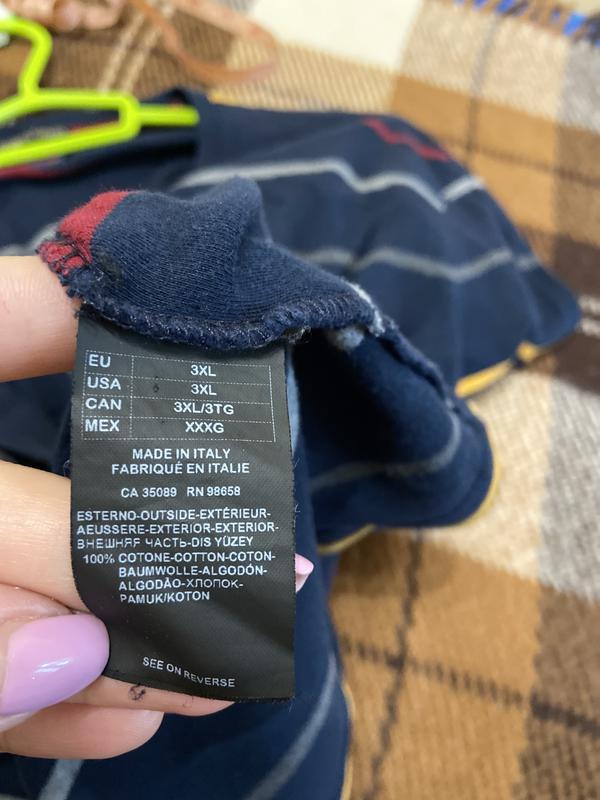 EU 3XL
USA 3XL
CAN 3XL/3TG
MEX XXXG
MADE IN ITALY
FABRIQUÉ EN ITALIE
CA 35089 RN 98658
ESTERNO-OUTSIDE-EXTÉRIEUR-
AEUSSERE-EXTERIOR-EXTERIOR-
ВНЕШНЯЯ ЧАСТЬ-DIS YÜZEY
100% COTONE-COTTON-COTON-
BAUMWOLLE-ALGODÓN-
ALGODÃO-ХЛОПОК-
PAMUK/KOTON
SEE ON REVERSE